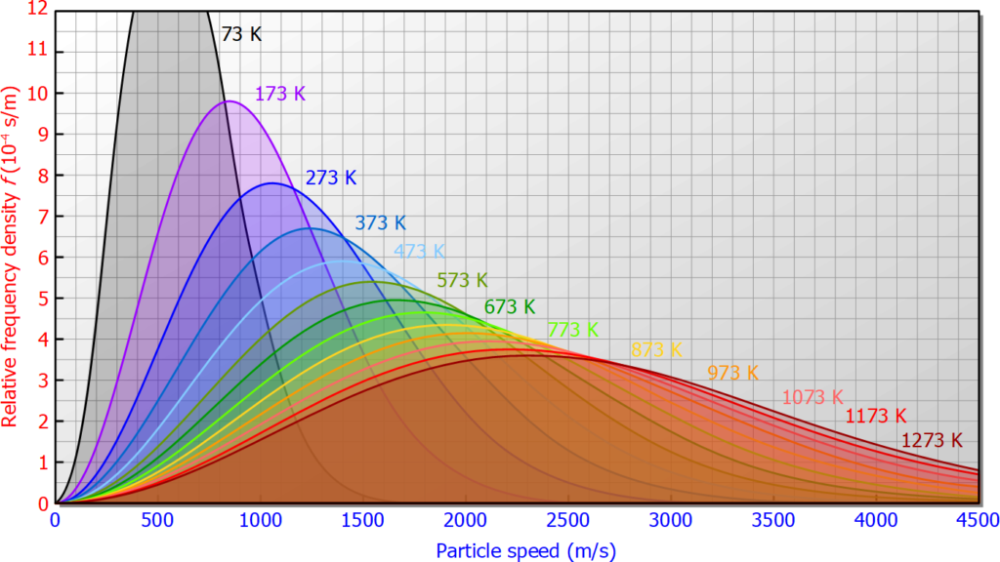 Relative frequency density f (10⁻⁴ s/m)
12
11
10
9
8
7
6
5
4
3
2
1
0
73 K
173 K
273 K
373 K
473 K
573 K
673 K
773 K
873 K
973 K
1073 K
1173 K
1273 K
0 500 1000 1500 2000 2500 3000 3500 4000 4500
Particle speed (m/s)